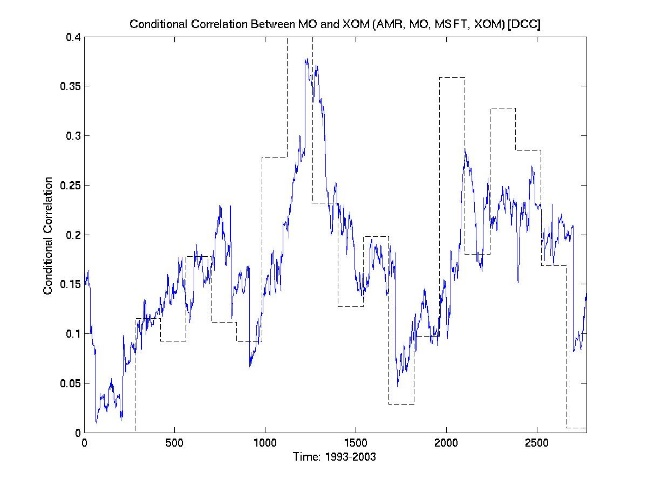 Conditional Correlation Between MO and XOM (AMR, MO, MSFT, XOM) [DCC]
0.4
0.35
0.3
0.25
0.2
0.15
0.1
0.05
0
Conditional Correlation
0 500 1000 1500 2000 2500
Time: 1993-2003